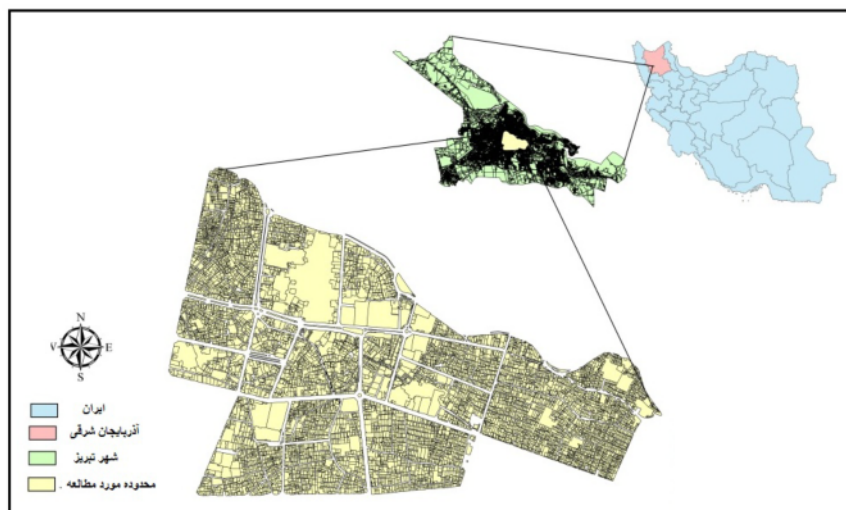 N
V E
S
ایران
آذربایجان شرقی
شهر تبریز
محدوده مورد مطالعه .